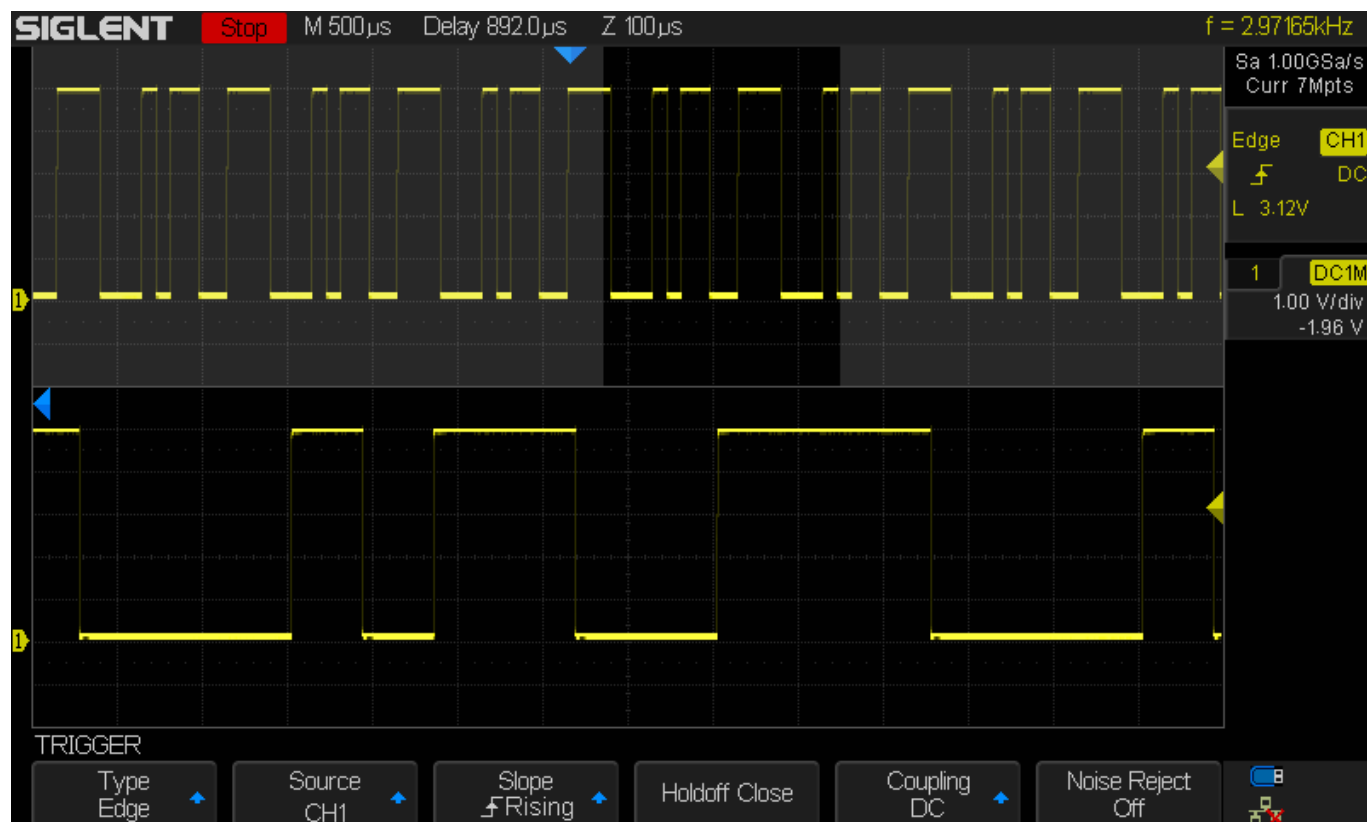 SIGLENT Stop M 500µs Delay 892.0µs Z 100µs f = 2.97165kHz
Sa 1.00GSa/s
Curr 7Mpts
Edge CH1
DC
L 3.12V
1 DC1M
1.00 V/div
-1.96 V
1
1
TRIGGER
Type
Edge
Source
CH1
Slope
Rising
Holdoff Close
Coupling
DC
Noise Reject
Off